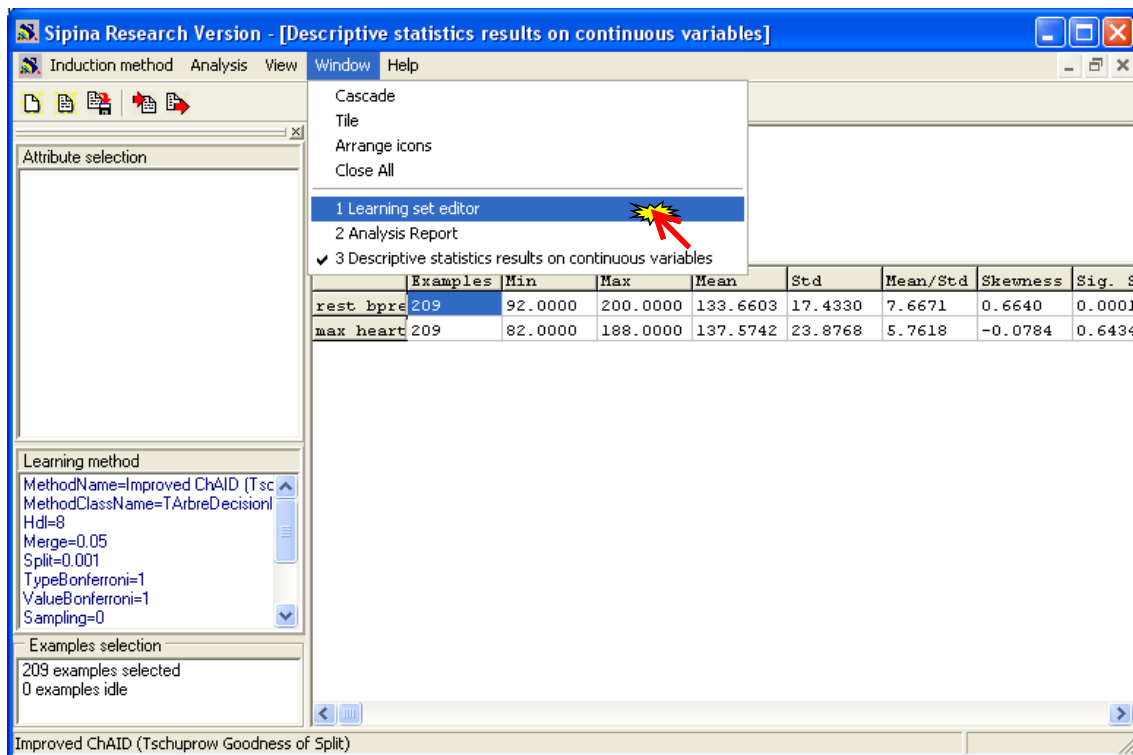 Sipina Research Version - [Descriptive statistics results on continuous variables]
Induction method Analysis View Window Help
Cascade
Tile
Arrange icons
Close All
1 Learning set editor
2 Analysis Report
3 Descriptive statistics results on continuous variables
Attribute selection
Examples Min Max Mean Std Mean/Std Skewness Sig. S
rest bpre 209 92.0000 200.0000 133.6603 17.4330 7.6671 0.6640 0.0001
max heart 209 82.0000 188.0000 137.5742 23.8768 5.7618 -0.0784 0.6434
Learning method
MethodName=Improved ChAID (Tsc
MethodClassName=TArbreDecisionI
Hdl=8
Merge=0.05
Split=0.001
TypeBonferroni=1
ValueBonferroni=1
Sampling=0
Examples selection
209 examples selected
0 examples idle
Improved ChAID (Tschuprow Goodness of Split)